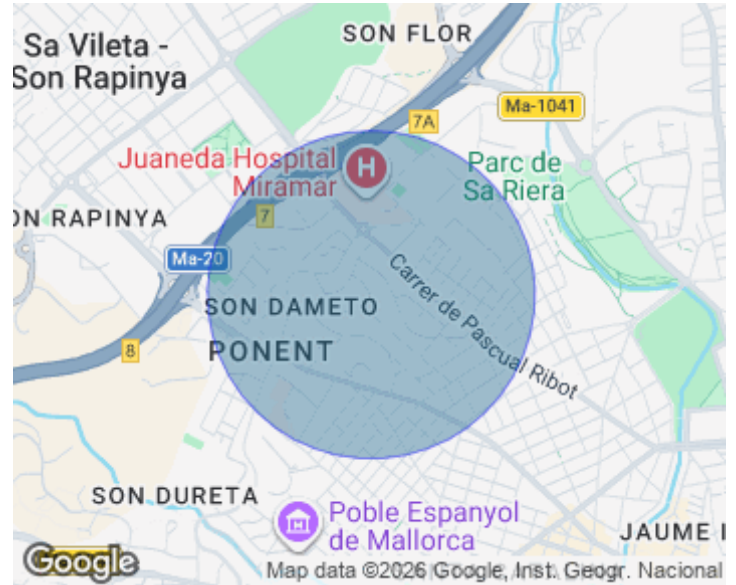 SON FLOR
Sa Vileta -
Son Rapinya
Ma-1041
7A
Juaneda Hospital
Miramar
H
Parc de
Sa Riera
ON RAPINYA
7
Ma-20
Carrer de Pascual Ribot
SON DAMETO
PONENT
8
SON DURETA
Poble Espanyol
de Mallorca
JAUME I
Google
Map data ©2026 Google, Inst. Geogr. Nacional